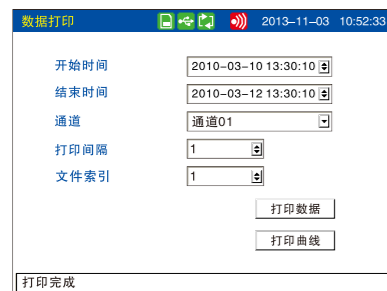 数据打印 2013–11–03 10:52:33
开始时间 2010–03–10 13:30:10
结束时间 2010–03–12 13:30:10
通道 通道01
打印间隔 1
文件索引 1
打印数据
打印曲线
打印完成